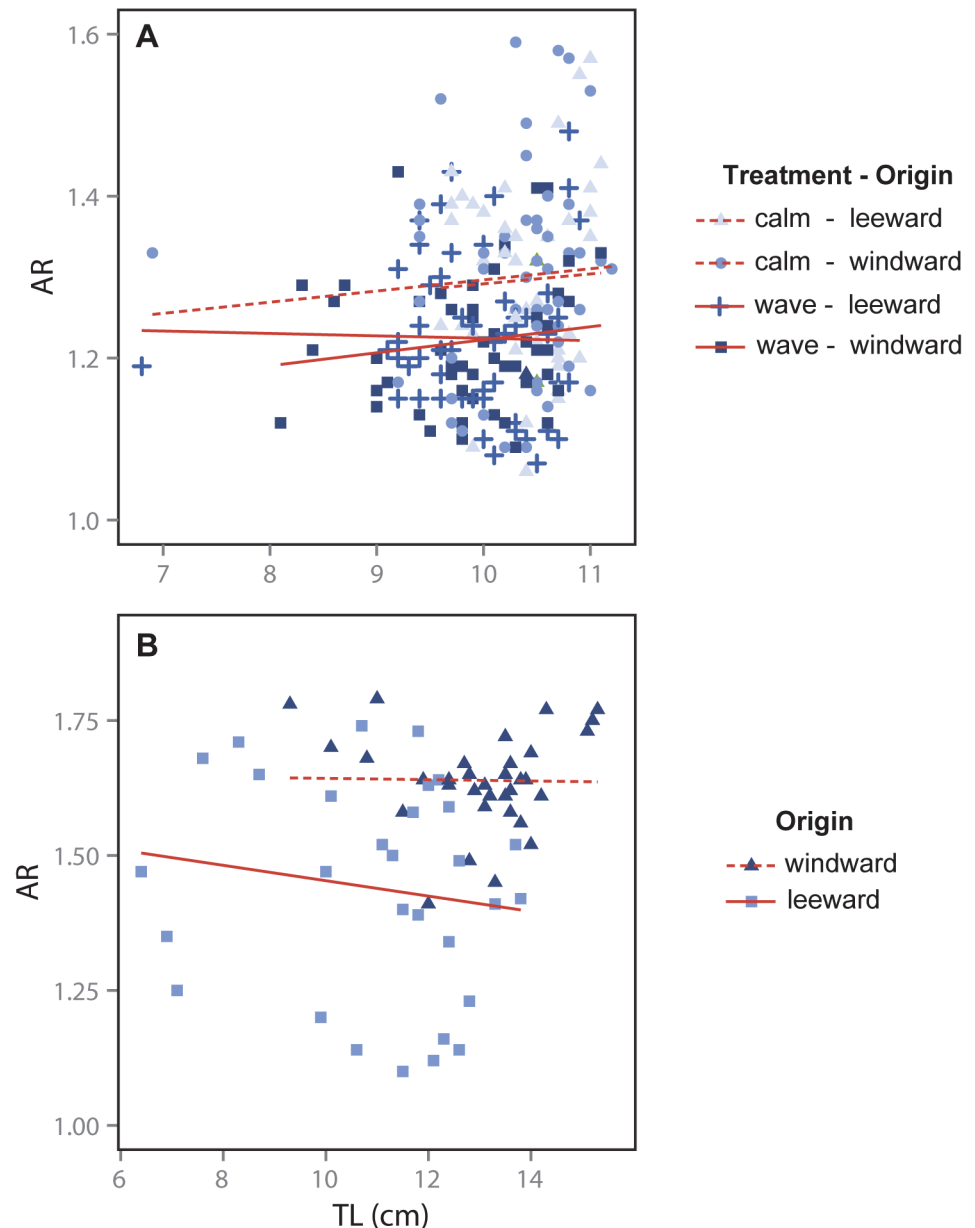 A
1.6
1.4
1.2
1.0
AR
7 8 9 10 11
Treatment - Origin
calm - leeward
calm - windward
wave - leeward
wave - windward
B
1.75
1.50
1.25
1.00
AR
6 8 10 12 14
TL (cm)
Origin
windward
leeward